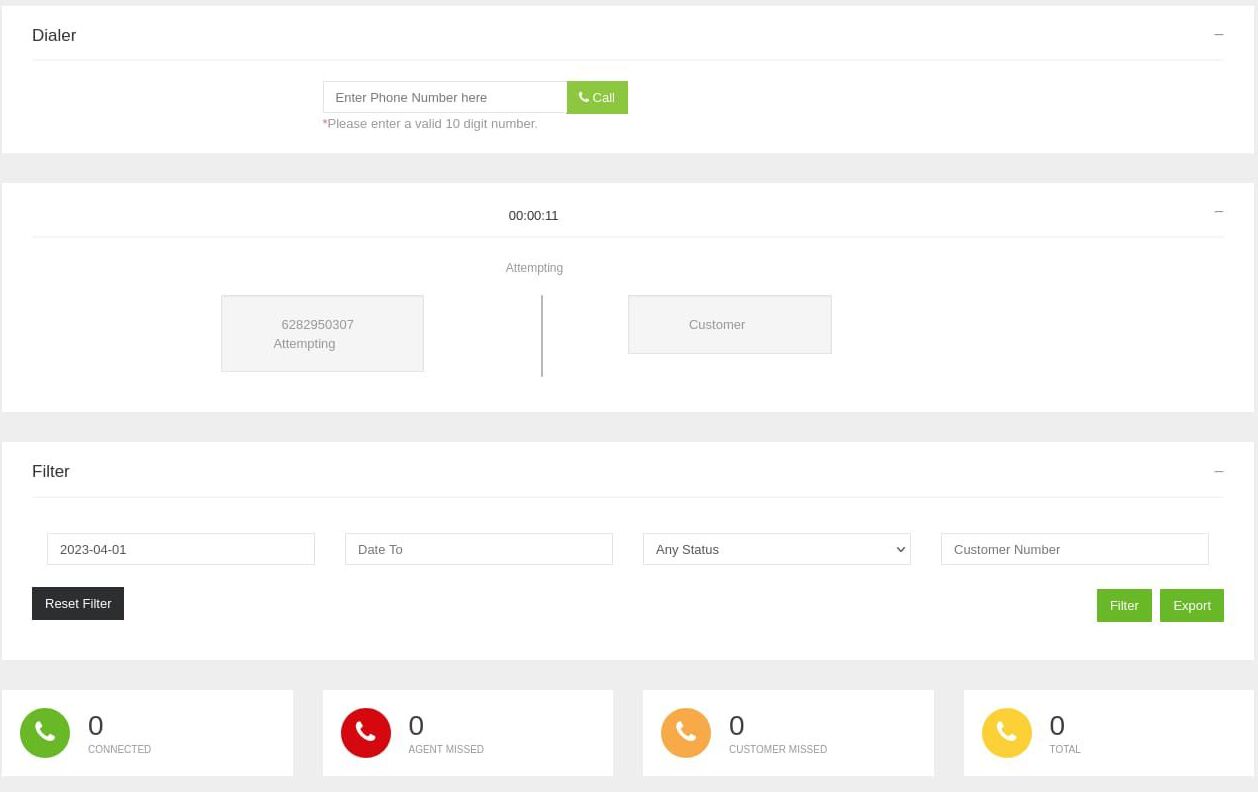 Dialer
Enter Phone Number here
Call
*Please enter a valid 10 digit number.
00:00:11
Attempting
6282950307
Attempting
Customer
Filter
2023-04-01
Date To
Any Status
Customer Number
Reset Filter
Filter
Export
0
CONNECTED
0
AGENT MISSED
0
CUSTOMER MISSED
0
TOTAL